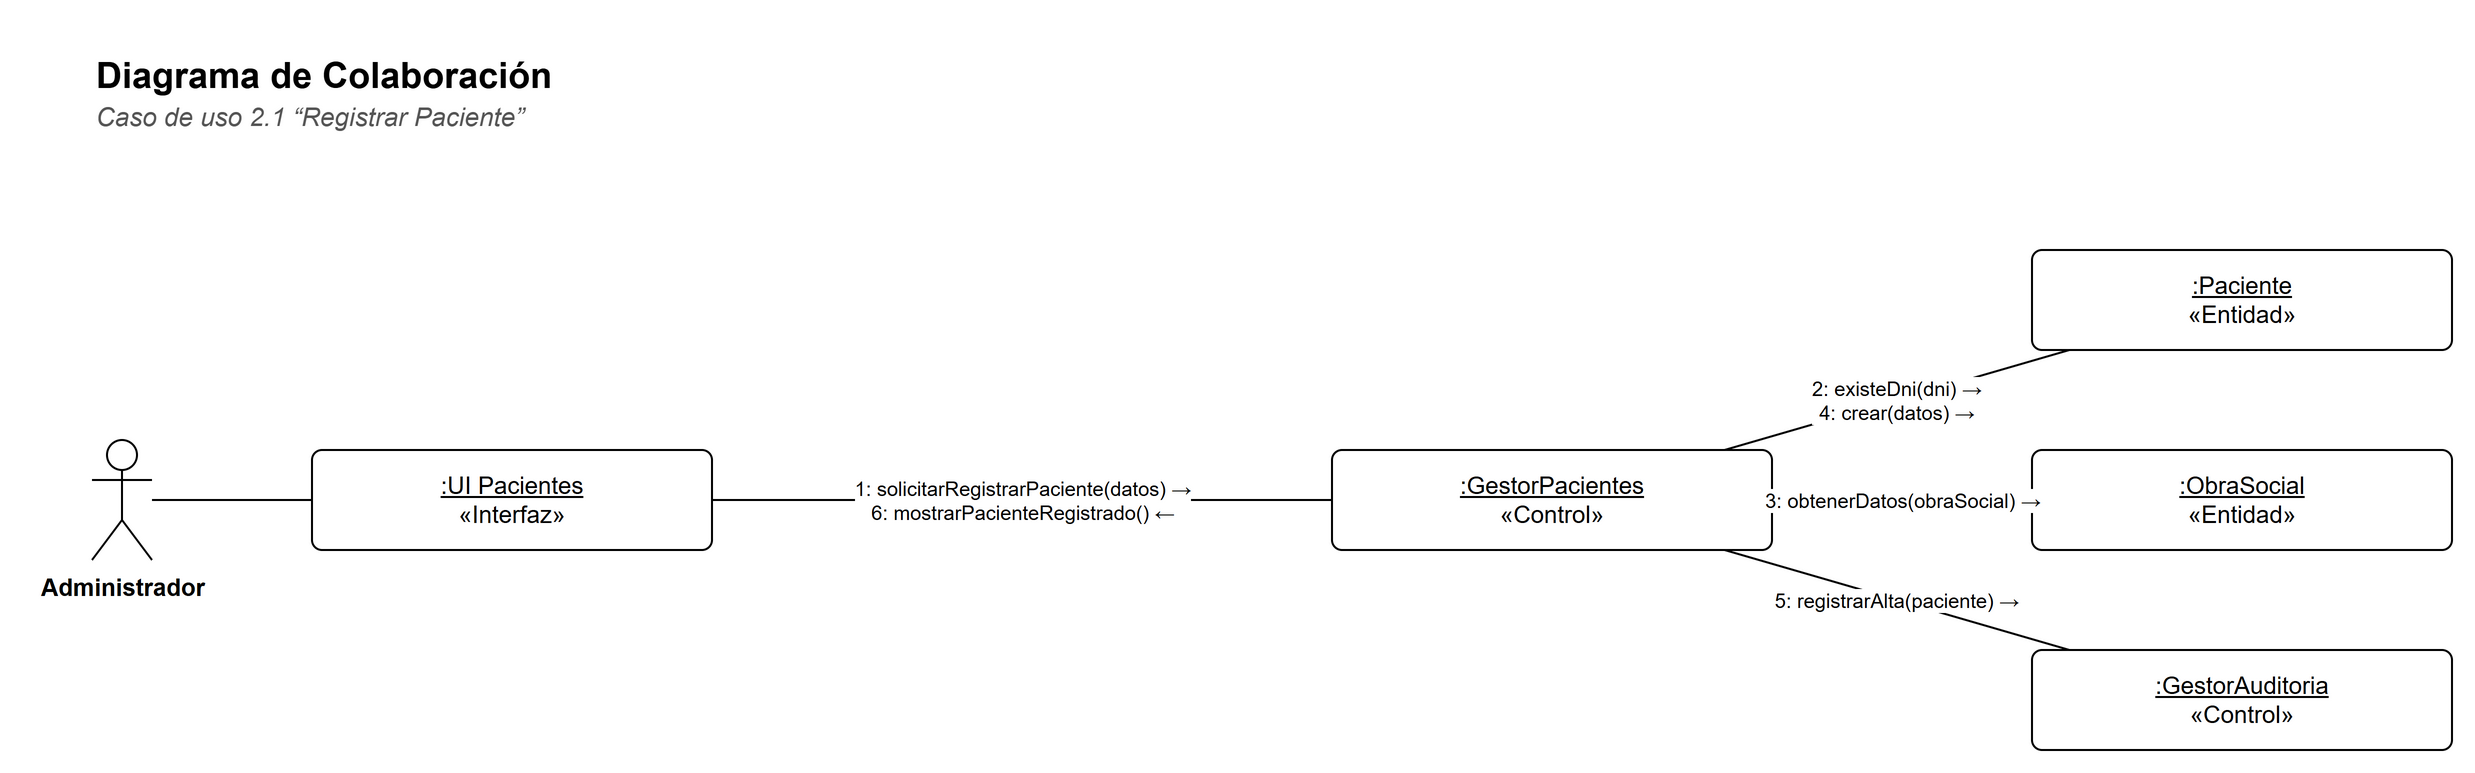 Diagrama de Colaboración
Caso de uso 2.1 “Registrar Paciente”
:Paciente
«Entidad»
2: existeDni(dni) →
4: crear(datos) →
:UI Pacientes
«Interfaz»
1: solicitarRegistrarPaciente(datos) →
6: mostrarPacienteRegistrado() ←
:GestorPacientes
«Control»
3: obtenerDatos(obraSocial) →
:ObraSocial
«Entidad»
Administrador
5: registrarAlta(paciente) →
:GestorAuditoria
«Control»